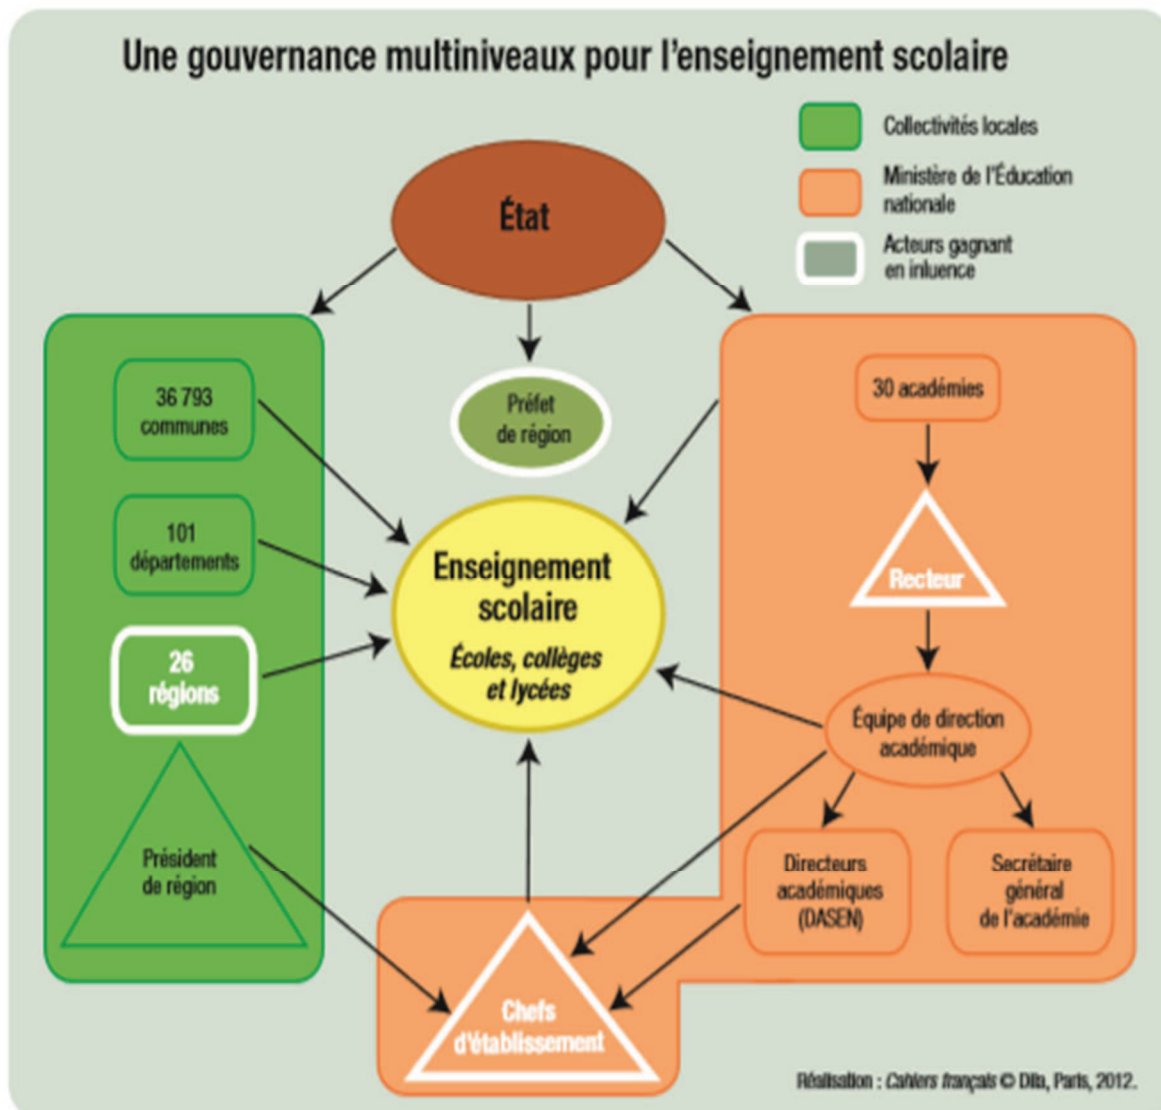 Une gouvernance multiniveaux pour l'enseignement scolaire
Collectivités locales
Ministère de l'Éducation
nationale
Acteurs gagnant
en inluence
État
36 793
communes
Préfet
de région
30 académies
101
départements
Recteur
Enseignement
scolaire
Écoles, collèges
et lycées
26
régions
Équipe de direction
académique
Président
de région
Directeurs
académiques
(DASEN)
Secrétaire
général
de l'académie
Chefs
d'établissement
Réalisation : Cahiers français © Dila, Paris, 2012.